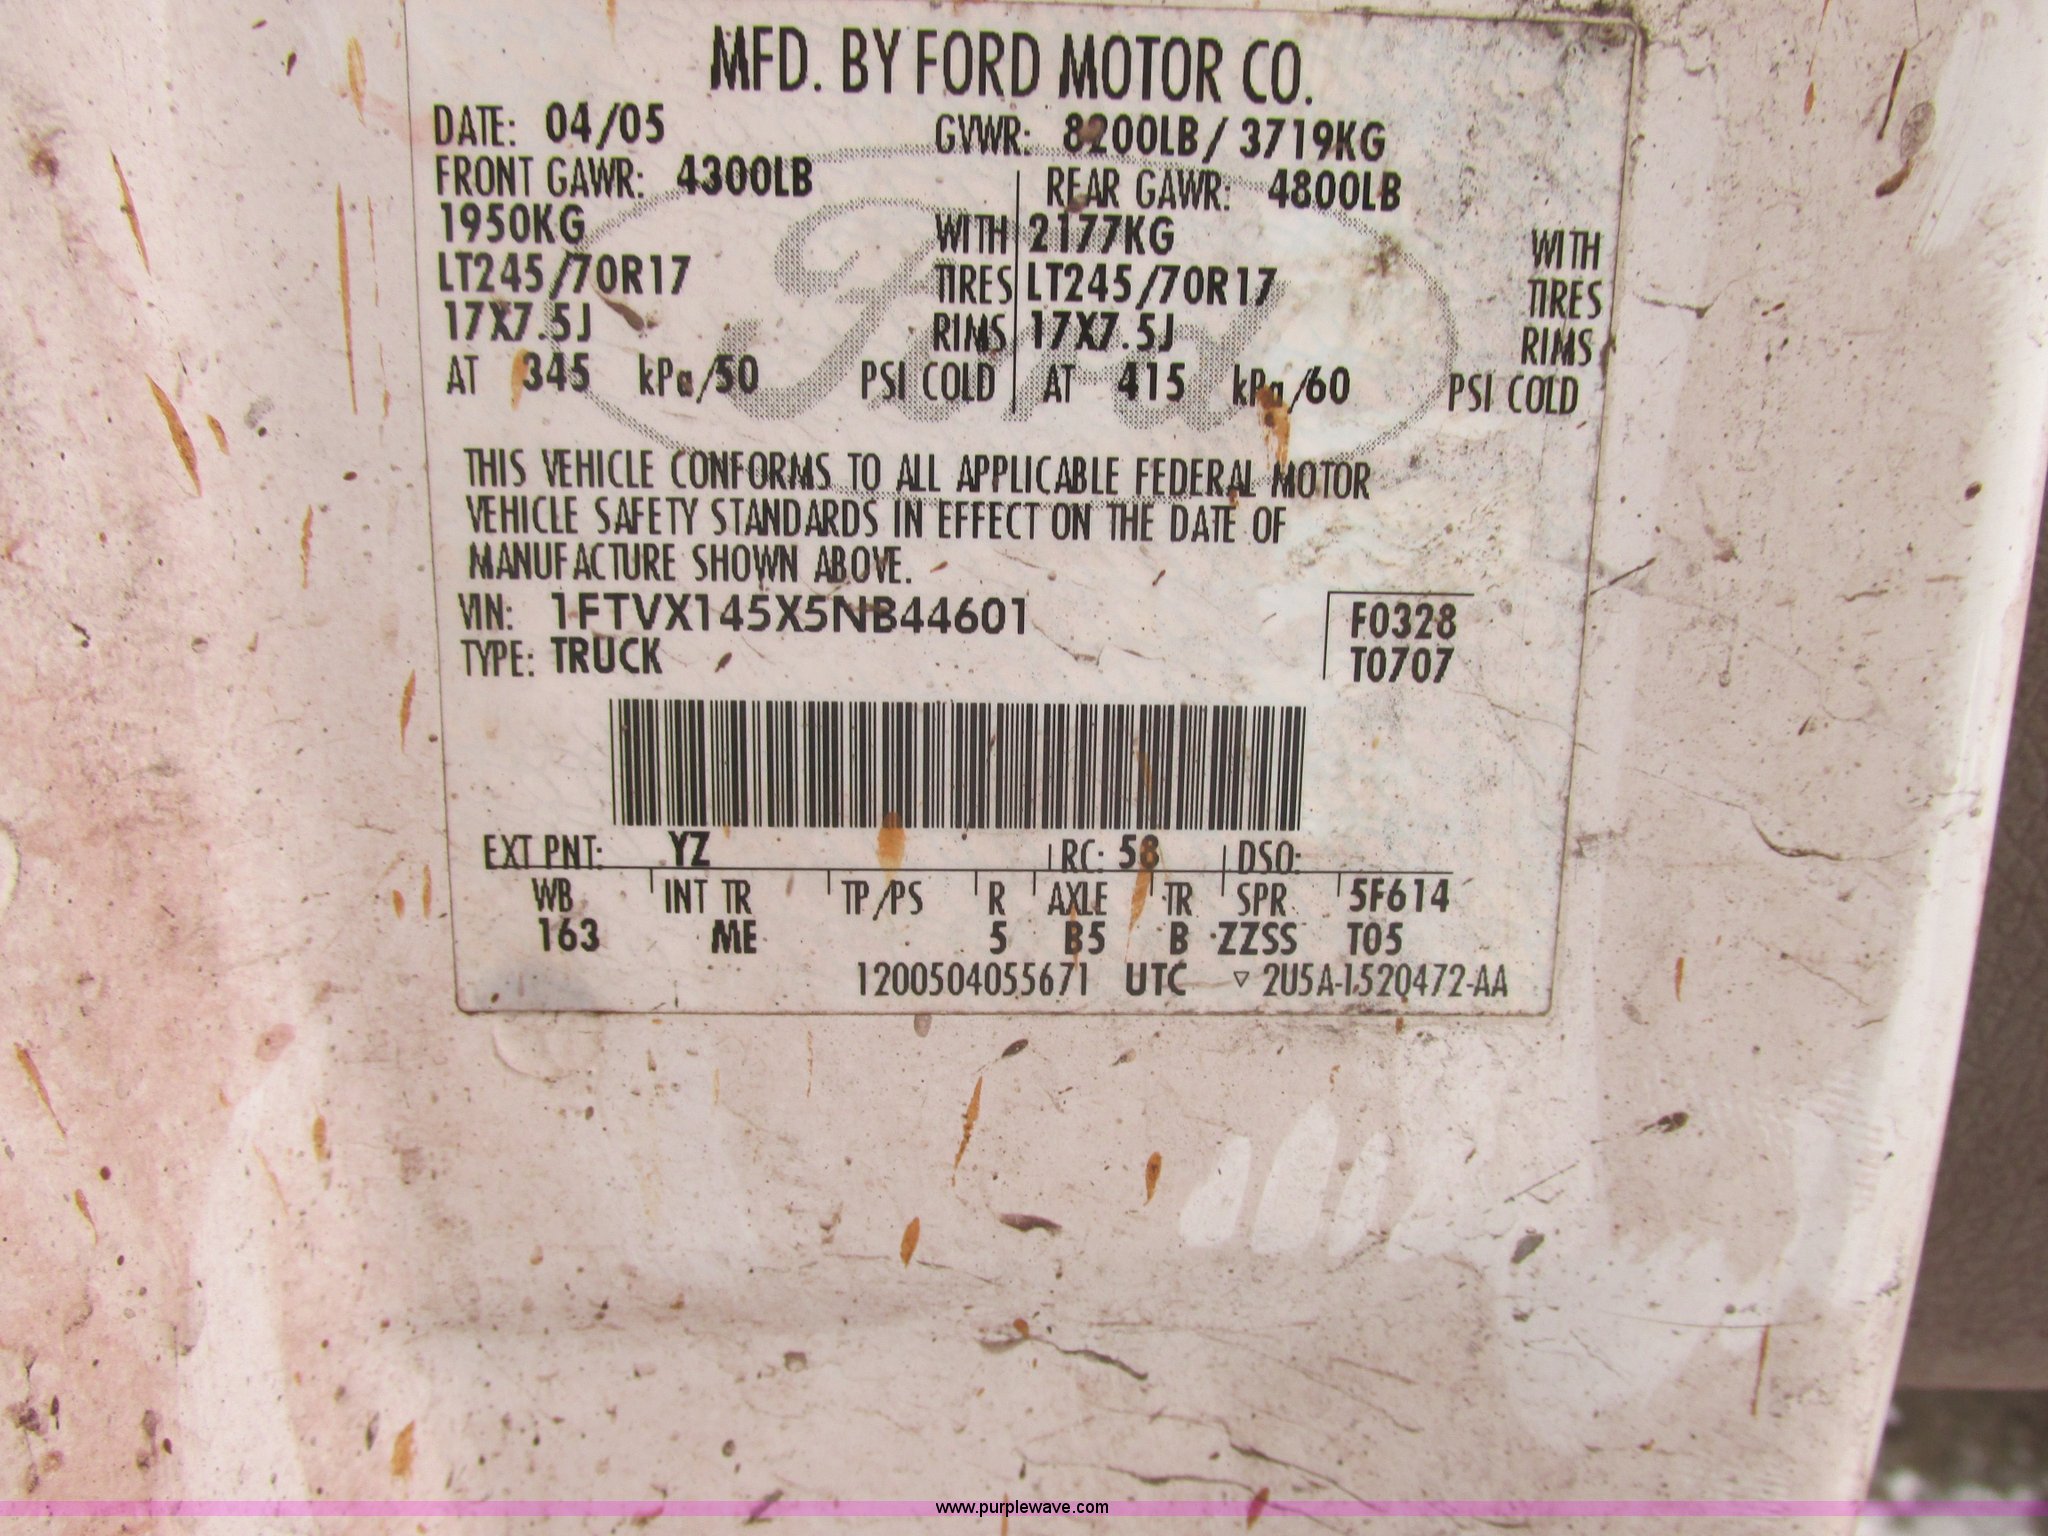 MFD. BY FORD MOTOR CO.
DATE: 04/05 GVWR: 8200LB / 3719KG
FRONT GAWR: 4300LB REAR GAWR: 4800LB
1950KG WITH 2177KG WITH
LT245/70R17 TIRES LT245/70R17 TIRES
17X7.5J RIMS 17X7.5J RIMS
AT 345 kPa/50 PSI COLD AT 415 kPa/60 PSI COLD
THIS VEHICLE CONFORMS TO ALL APPLICABLE FEDERAL MOTOR
VEHICLE SAFETY STANDARDS IN EFFECT ON THE DATE OF
MANUFACTURE SHOWN ABOVE.
VIN: 1FTVX145X5NB44601 F0328
TYPE: TRUCK T0707
EXT PNT: YZ RC: 58 DSO:
WB INT TR TP/PS R AXLE TR SPR 5F614
163 ME 5 B5 B ZZSS T05
1200504055671 UTC ▽ 2U5A-1520472-AA
Ford
www.purplewave.com